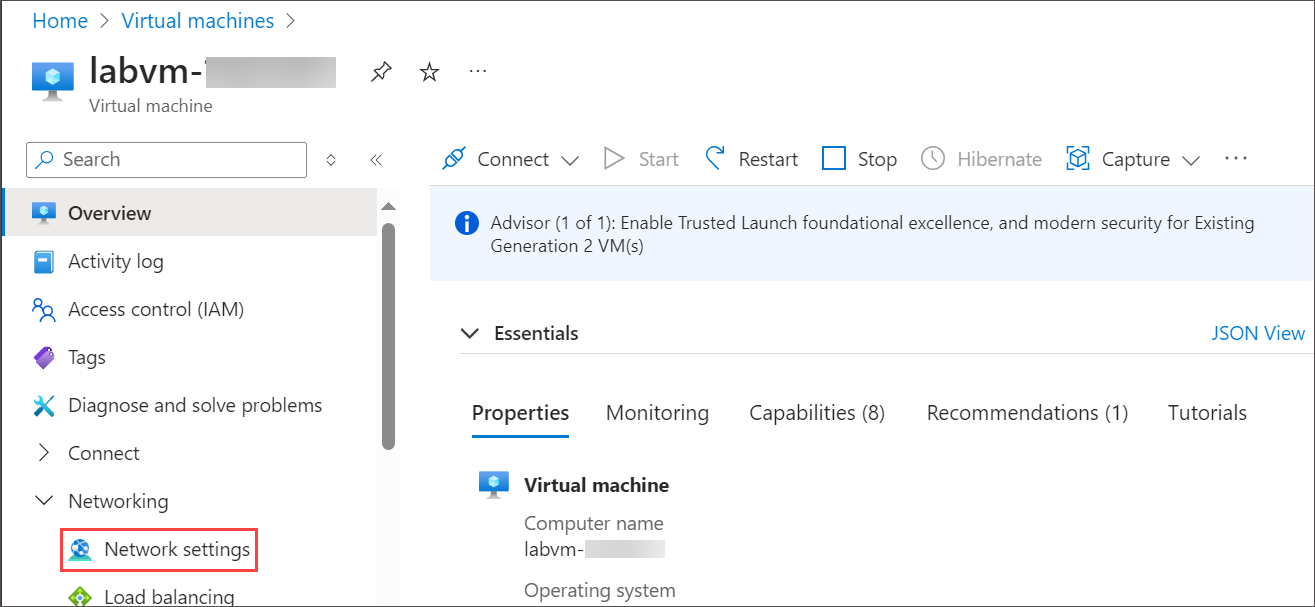 Home > Virtual machines >
labvm-
Virtual machine
Search
Connect
Start
Restart
Stop
Hibernate
Capture
Overview
Activity log
Access control (IAM)
Tags
Diagnose and solve problems
Connect
Networking
Network settings
Load balancing
Advisor (1 of 1): Enable Trusted Launch foundational excellence, and modern security for Existing
Generation 2 VM(s)
Essentials
JSON View
Properties
Monitoring
Capabilities (8)
Recommendations (1)
Tutorials
Virtual machine
Computer name
labvm-
Operating system